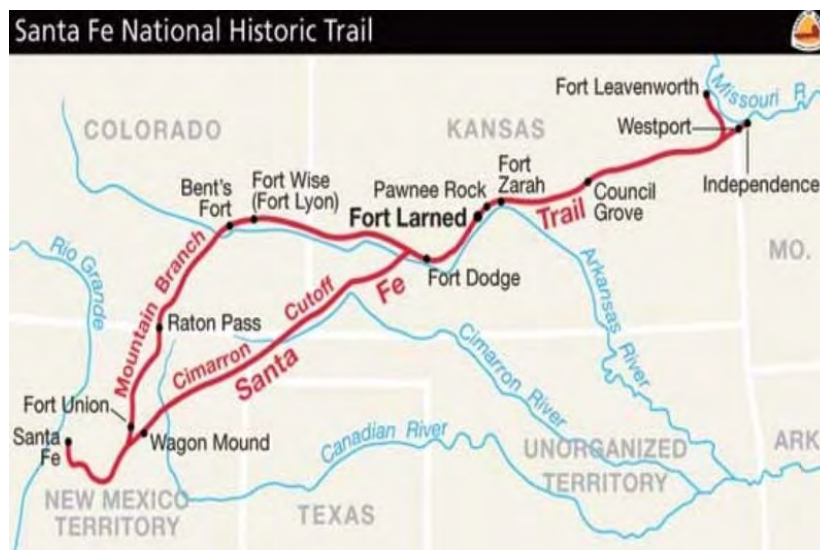 Santa Fe National Historic Trail
Fort Leavenworth
Missouri R
COLORADO
KANSAS
Westport
Independence
Bent's
Fort
Fort Wise
(Fort Lyon)
Pawnee Rock
Fort
Zarah
Fort Larned
Council
Grove
Trail
Rio Grande
Mountain Branch
Fort Dodge
Fe
Arkansas River
MO.
Raton Pass
Cimarron
Cutoff
Santa
Cimarron River
Fort Union
Santa
Fe
Wagon Mound
Canadian River
UNORGANIZED
TERRITORY
ARK
NEW MEXICO
TERRITORY
TEXAS